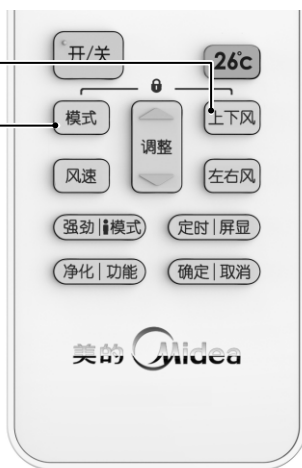 开/关
26℃
模式
上下风
调整
风速
左右风
强劲|i模式
定时|屏显
净化|功能
确定|取消
美的 Midea